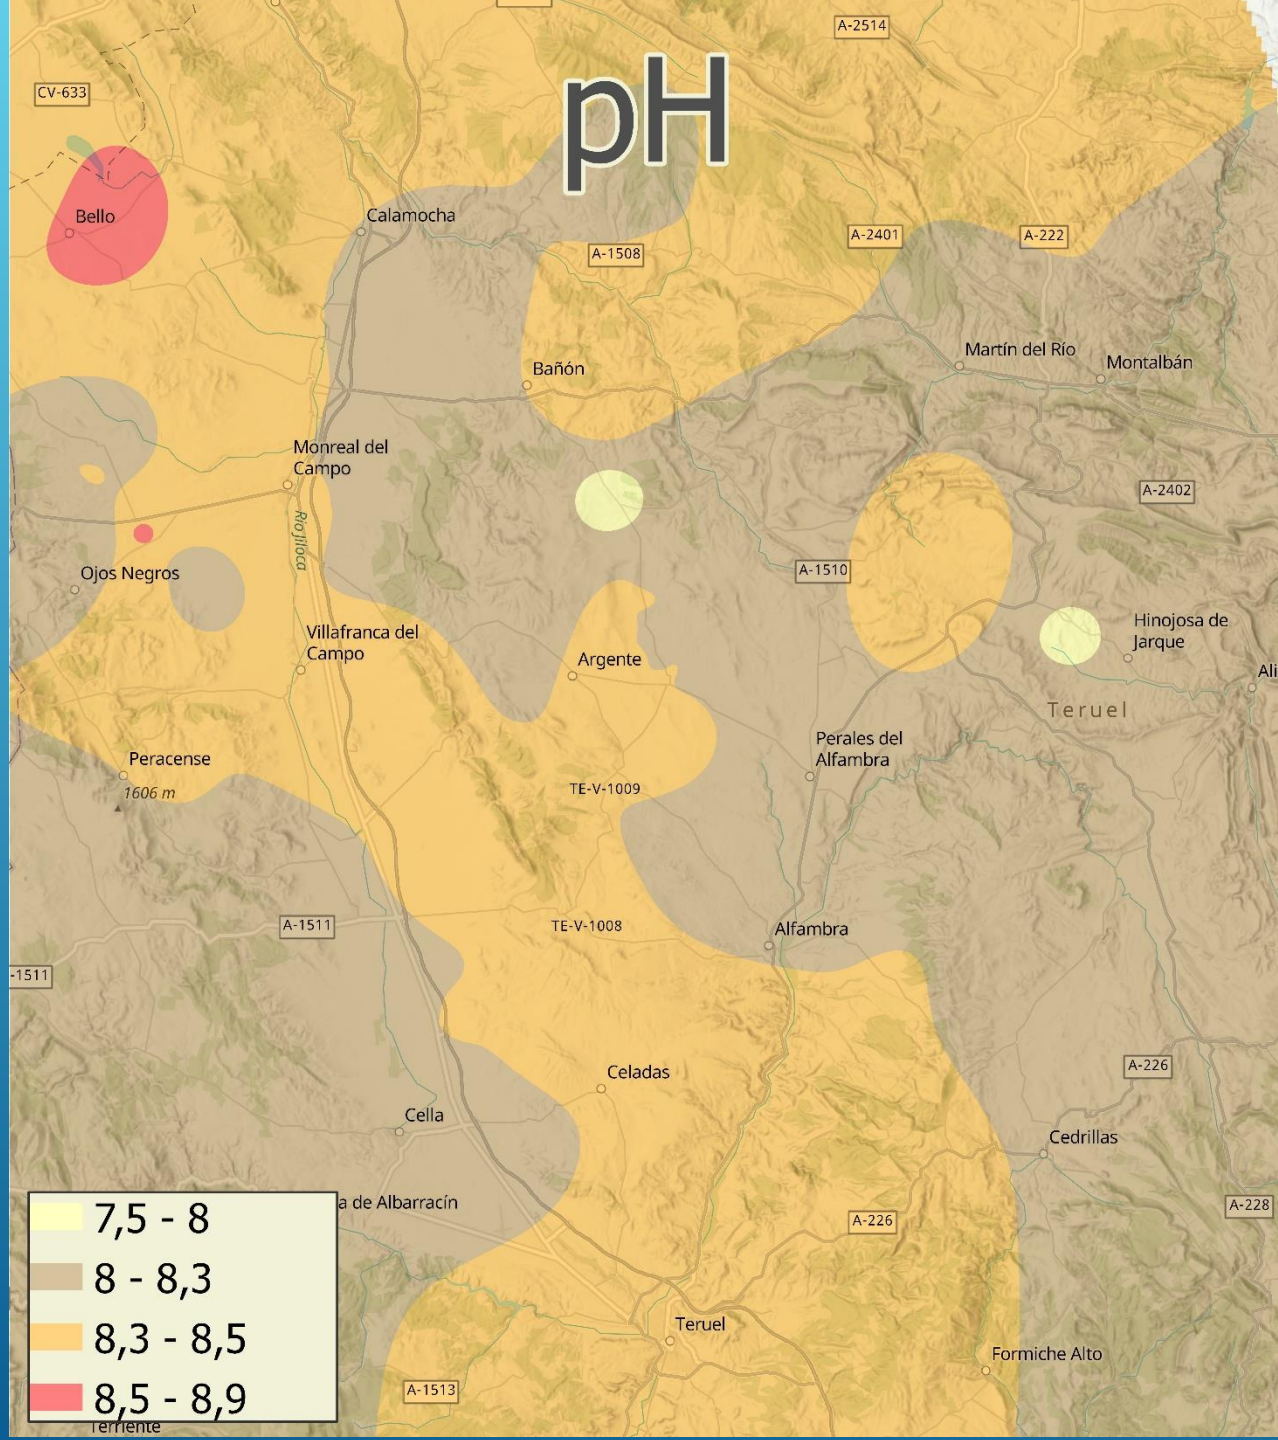 A-2514
pH
CV-633
Bello
Calamocha
A-1508
A-2401
A-222
Bañón
Martín del Río
Montalbán
Monreal del
Campo
A-2402
Río Jiloca
Ojos Negros
A-1510
Villafranca del
Campo
Hinojosa de
Jarque
Argente
Ali
Teruel
Perales del
Alfambra
Peracense
1606 m
TE-V-1009
A-1511
TE-V-1008
Alfambra
-1511
Celadas
A-226
Cella
Cedrillas
a de Albarracín
A-228
A-226
7,5 - 8
8 - 8,3
8,3 - 8,5
8,5 - 8,9
Teruel
Formiche Alto
A-1513
Terriente